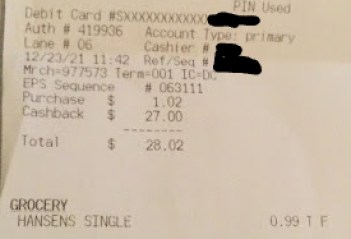 PIN Used
Debit Card #SXXXXXXXXXXX
Auth # 419936 Account Type: primary
Lane # 06 Cashier #
12/23/21 11:42 Ref/Seq #
Mrch=977573 Term=001 IC=DC
EPS Sequence # 063111
Purchase $ 1.02
Cashback $ 27.00
--------
Total $ 28.02
GROCERY
HANSENS SINGLE 0.99 T F